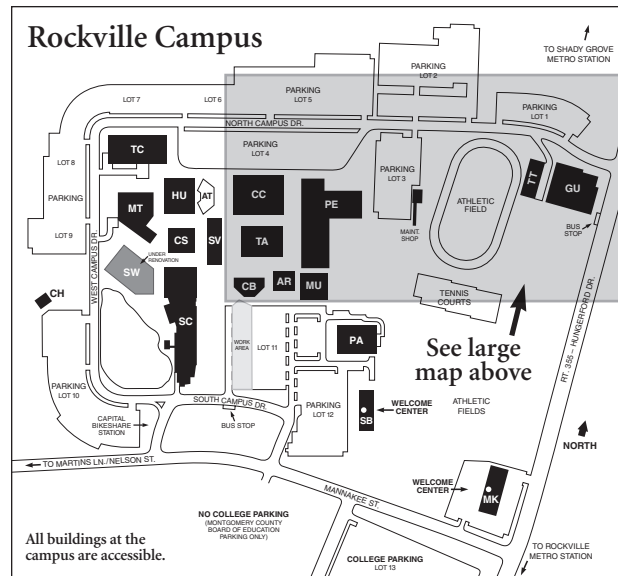 Rockville Campus
TO SHADY GROVE
METRO STATION
PARKING
LOT 2
LOT 7
LOT 6
PARKING
LOT 5
PARKING
LOT 1
NORTH CAMPUS DR.
PARKING
LOT 4
TC
LOT 8
PARKING
LOT 9
PARKING
LOT 3
MT
HU
AT
CC
PE
TT
GU
ATHLETIC
FIELD
BUS
STOP
MAINT.
SHOP
CS
SV
TA
WEST CAMPUS DR.
UNDER
RENOVATION
SW
CH
CB
AR
MU
TENNIS
COURTS
RT. 355 – HUNGERFORD DR.
SC
WORK
AREA
LOT 11
PA
See large
map above
PARKING
LOT 10
SOUTH CAMPUS DR.
PARKING
LOT 12
WELCOME
CENTER
SB
ATHLETIC
FIELDS
CAPITAL
BIKESHARE
STATION
BUS STOP
NORTH
TO MARTINS LN./NELSON ST.
MANNAKEE ST.
WELCOME
CENTER
MK
NO COLLEGE PARKING
(MONTGOMERY COUNTY
BOARD OF EDUCATION
PARKING ONLY)
All buildings at the
campus are accessible.
COLLEGE PARKING
LOT 13
TO ROCKVILLE
METRO STATION